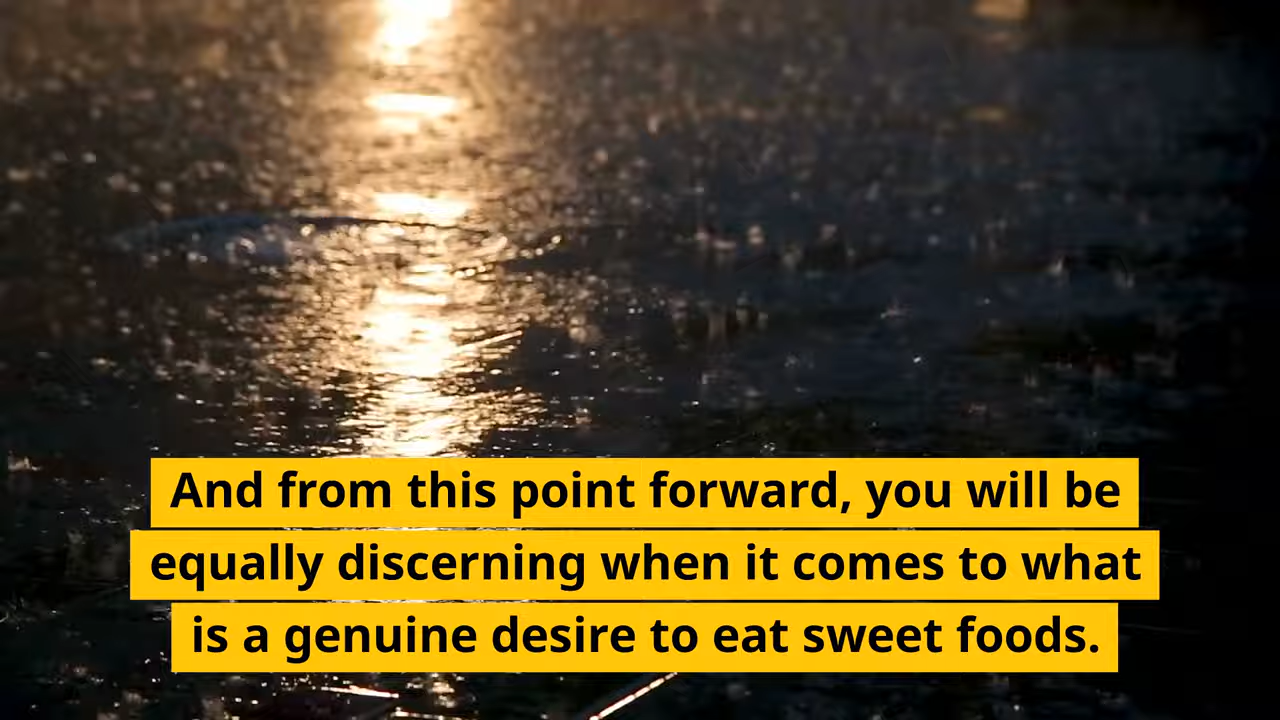 And from this point forward, you will be
equally discerning when it comes to what
is a genuine desire to eat sweet foods.